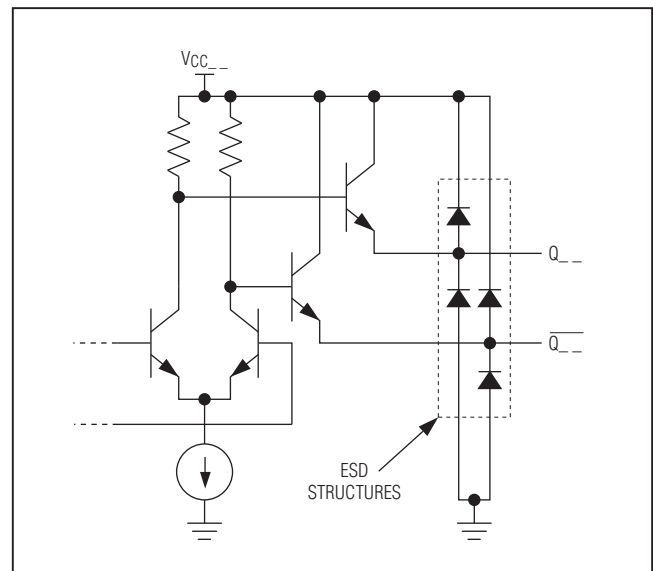 VCC_ _
Q_ _
Q_ _
ESD
STRUCTURES